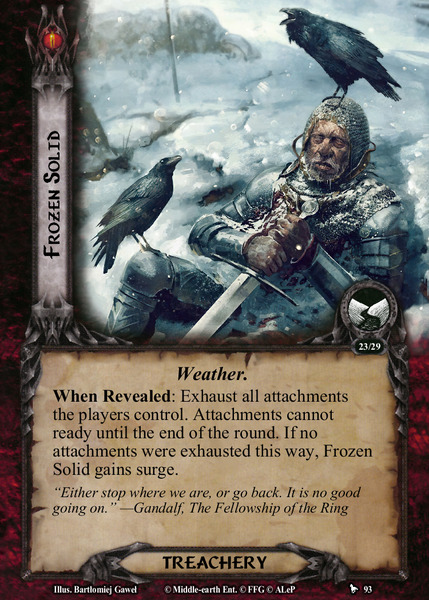 FROZEN SOLID
23/29
Weather.
When Revealed: Exhaust all attachments
the players control. Attachments cannot
ready until the end of the round. If no
attachments were exhausted this way, Frozen
Solid gains surge.
“Either stop where we are, or go back. It is no good
going on.” —Gandalf, The Fellowship of the
Ring
TREACHERY
Illus. Bartłomiej Gaweł © Middle-earth Ent. © FFG © ALeP 93